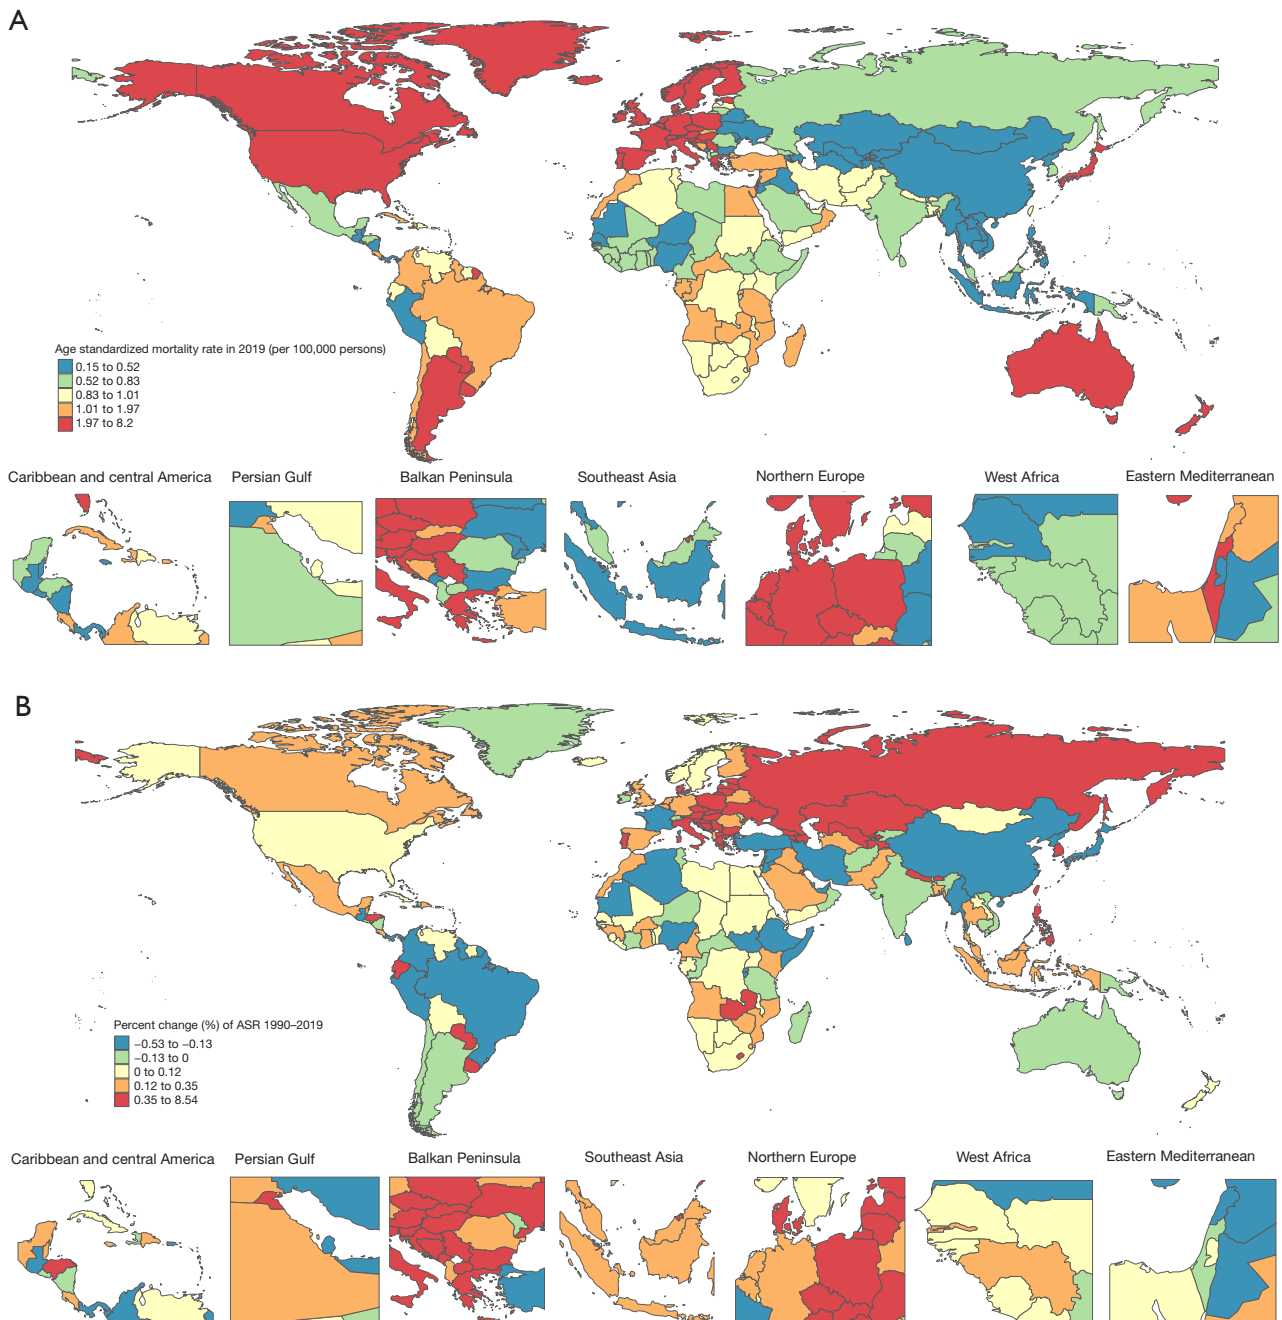 A
Age standardized mortality rate in 2019 (per 100,000 persons)
0.15 to 0.52
0.52 to 0.83
0.83 to 1.01
1.01 to 1.97
1.97 to 8.2
Caribbean and central America
Persian Gulf
Balkan Peninsula
Southeast Asia
Northern Europe
West Africa
Eastern Mediterranean
B
Percent change (%) of ASR 1990–2019
−0.53 to −0.13
−0.13 to 0
0 to 0.12
0.12 to 0.35
0.35 to 8.54
Caribbean and central America
Persian Gulf
Balkan Peninsula
Southeast Asia
Northern Europe
West Africa
Eastern Mediterranean